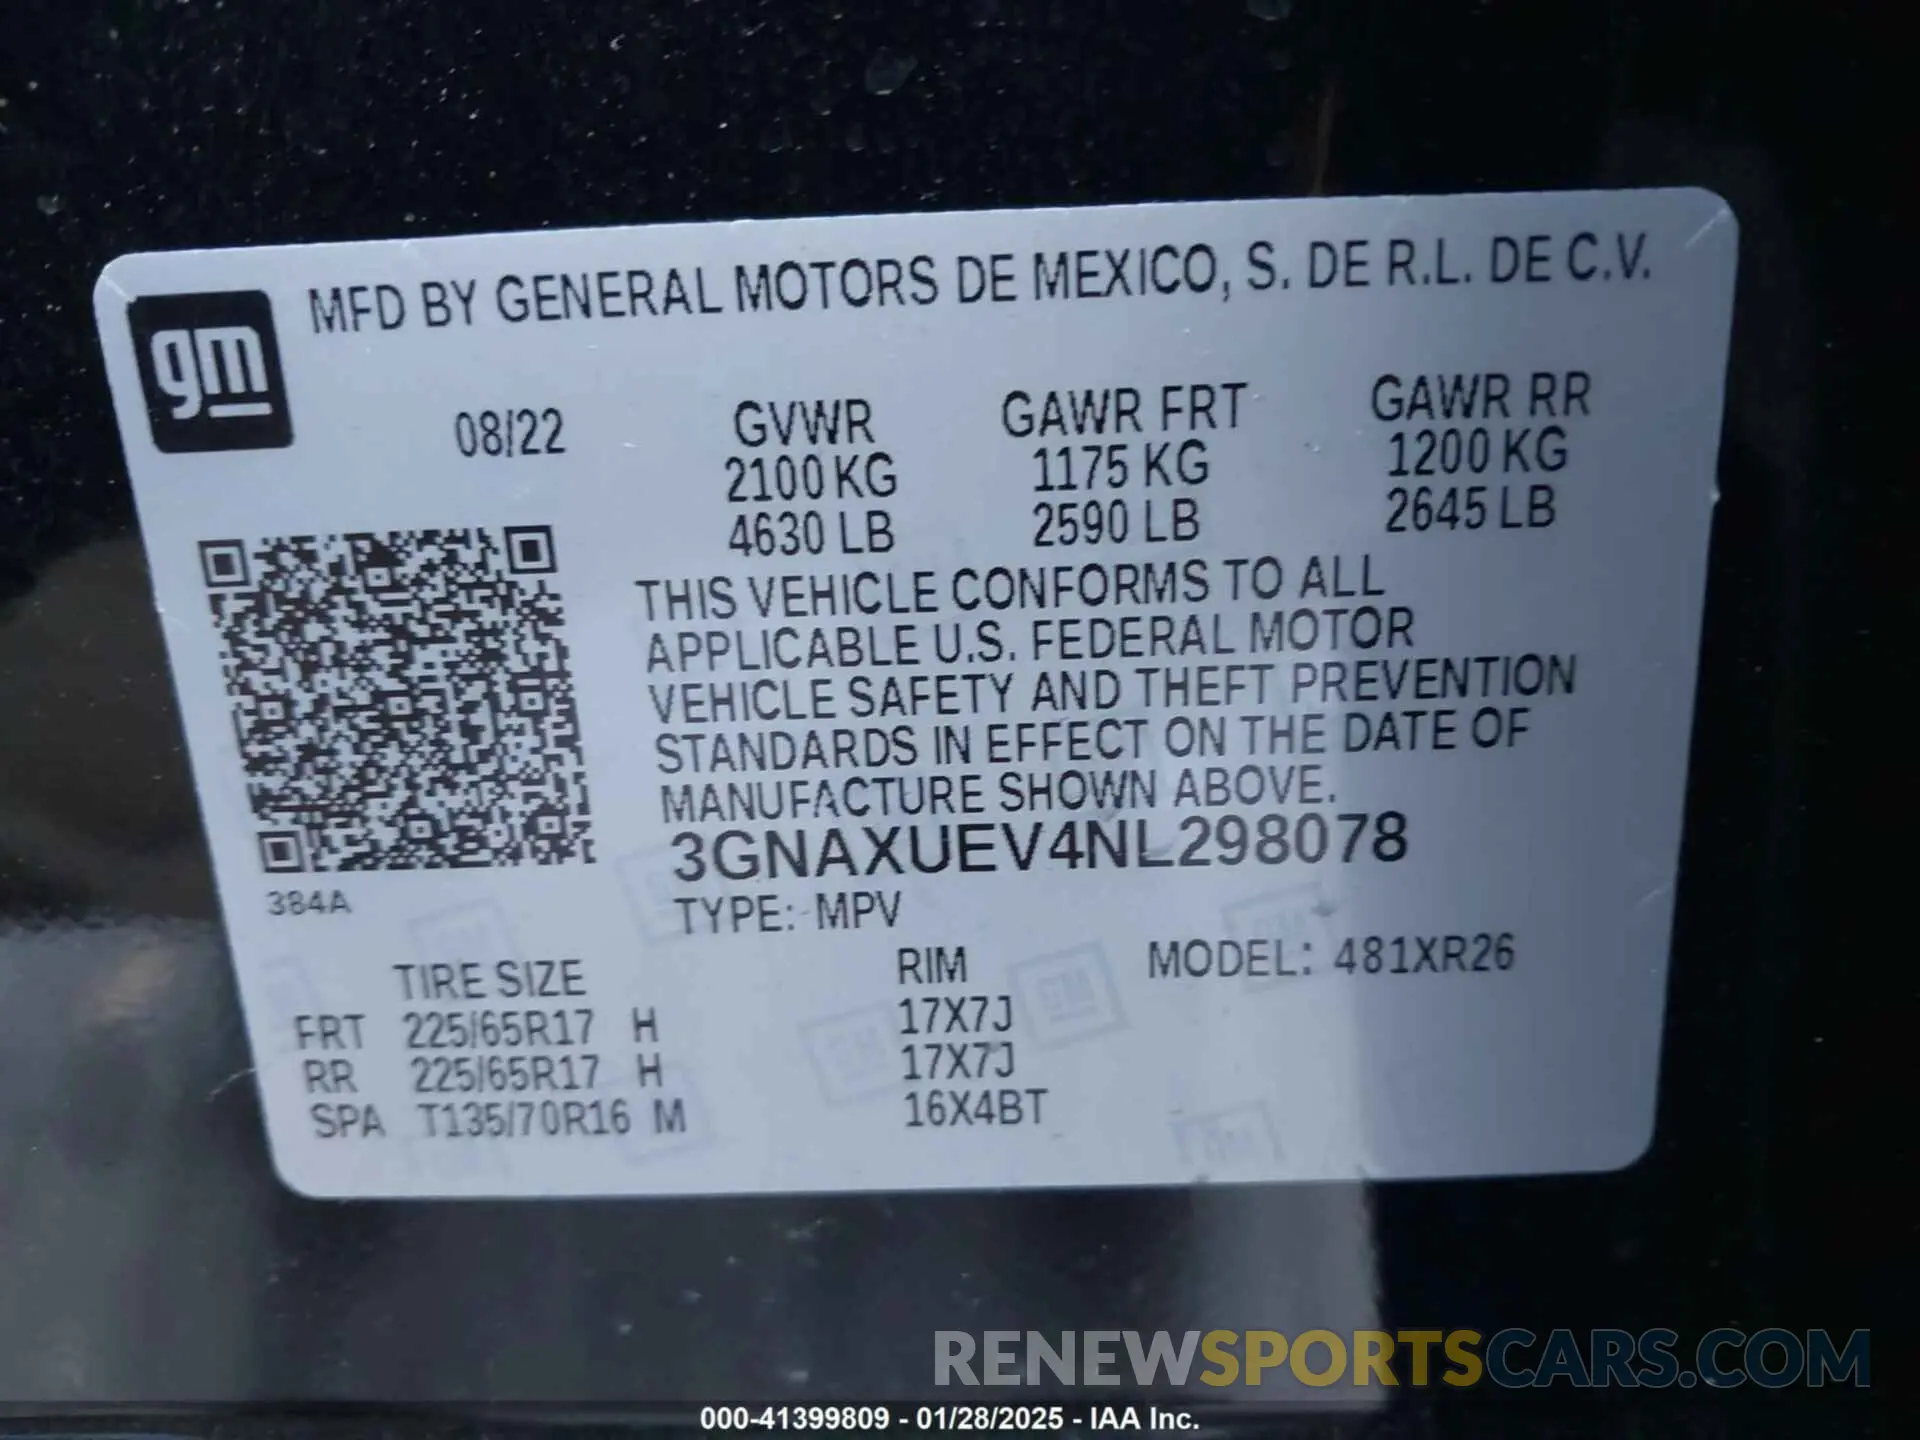 MFD BY GENERAL MOTORS DE MEXICO, S. DE R.L. DE C.V.
gm
08/22
GVWR GAWR FRT GAWR RR
2100 KG 1175 KG 1200 KG
4630 LB 2590 LB 2645 LB
THIS VEHICLE CONFORMS TO ALL
APPLICABLE U.S. FEDERAL MOTOR
VEHICLE SAFETY AND THEFT PREVENTION
STANDARDS IN EFFECT ON THE DATE OF
MANUFACTURE SHOWN ABOVE.
3GNAXUEV4NL298078
384A
TYPE: MPV
TIRE SIZE RIM MODEL: 481XR26
FRT 225/65R17 H 17X7J
RR 225/65R17 H 17X7J
SPA T135/70R16 M 16X4BT
RENEWSPORTSCARS.COM
000-41399809 - 01/28/2025 - IAA Inc.